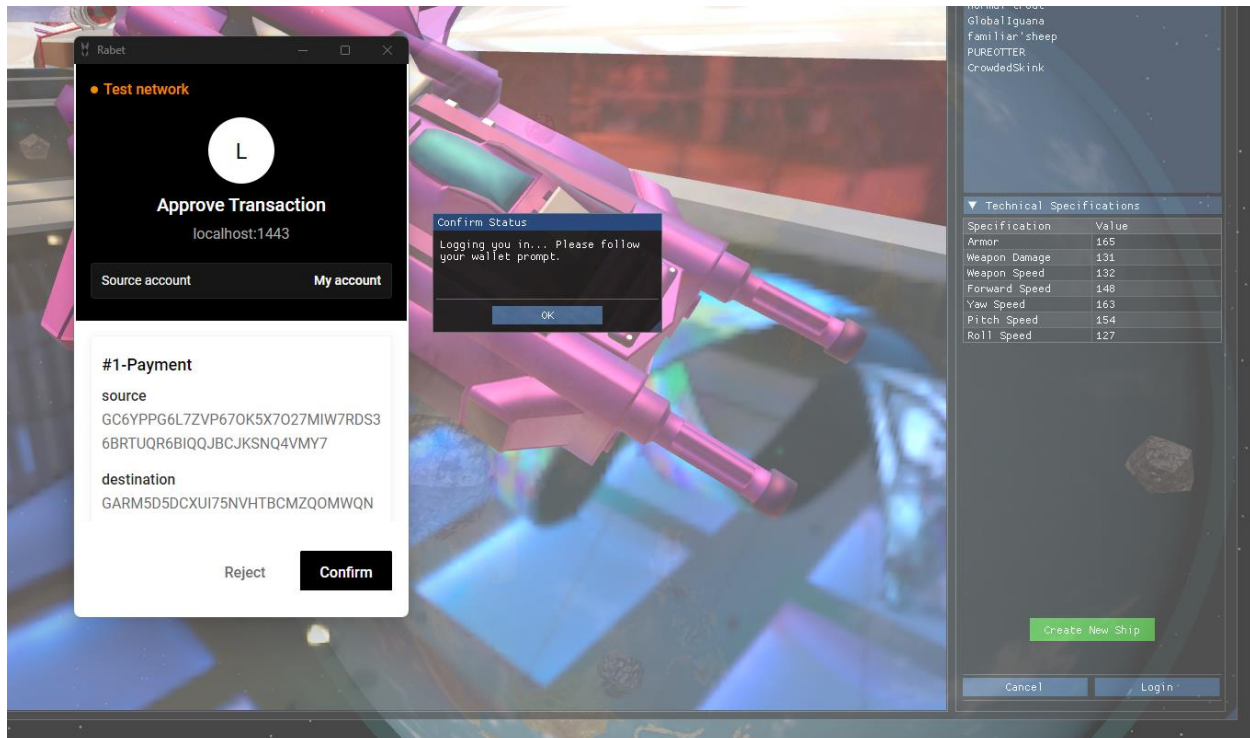 Rabet
Test network
L
Approve Transaction
localhost:1443
Source account My account
#1-Payment
source
GC6YPPG6L7ZVP67OK5X7O27MIW7RDS3
6BRTUQR6BIQQJBCJKSNQ4VMY7
destination
GARM5D5DCXUI75NVHTBCMZQOMWQN
Reject Confirm
Confirm Status
Logging you in... Please follow
your wallet prompt.
OK
GlobalIguana
familiar'sheep
PUREOTTER
CrowdedSkink
Technical Specifications
Specification Value
Armor 165
Weapon Damage 131
Weapon Speed 132
Forward Speed 148
Yaw Speed 163
Pitch Speed 154
Roll Speed 127
Create New Ship
Cancel Login